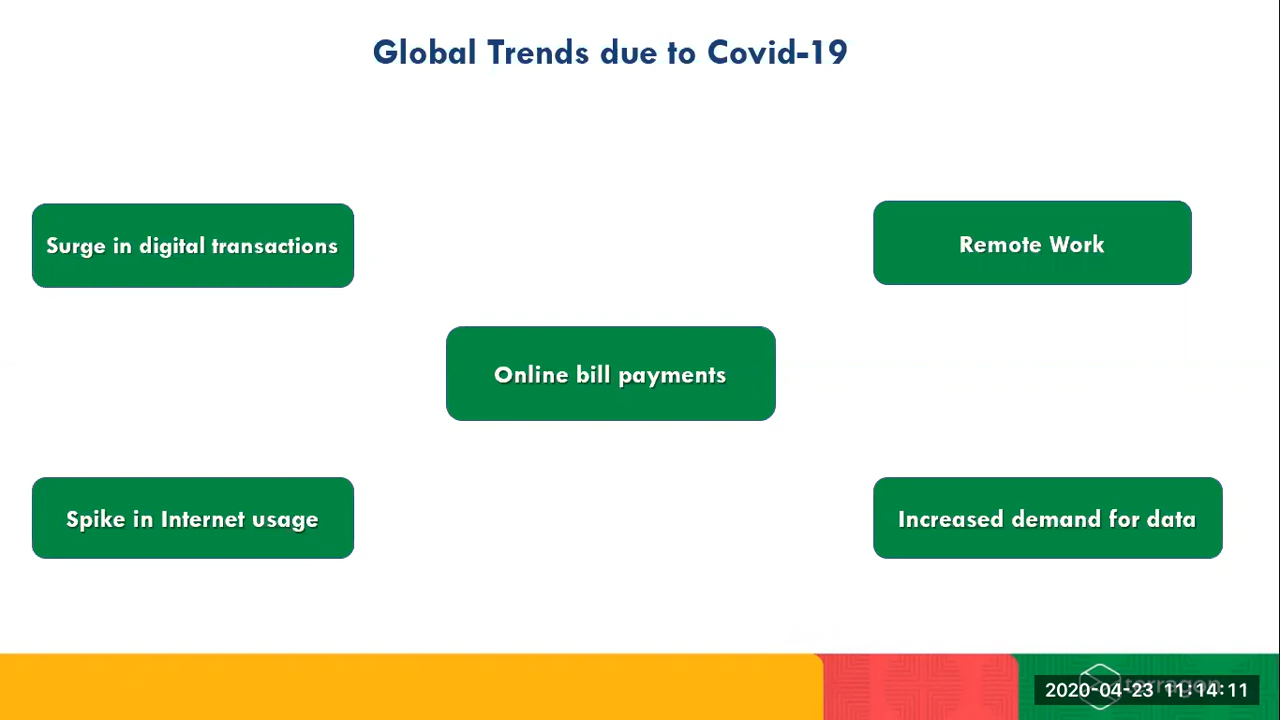 Global Trends due to Covid-19
Surge in digital transactions
Remote Work
Online bill payments
Spike in Internet usage
Increased demand for data
2020-04-23 11:14:11